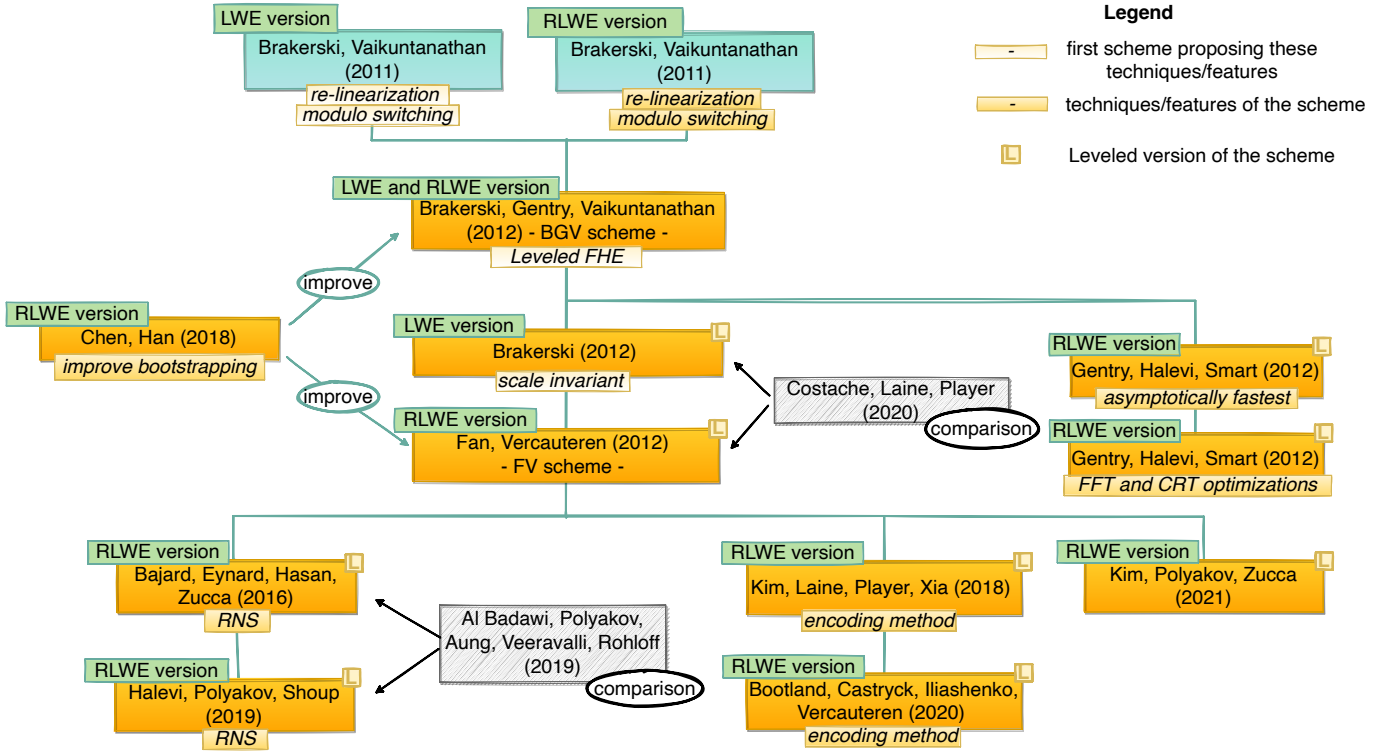 LWE version
Brakerski, Vaikuntanathan
(2011)
re-linearization
modulo switching
RLWE version
Brakerski, Vaikuntanathan
(2011)
re-linearization
modulo switching
Legend
-
first scheme proposing these
techniques/features
-
techniques/features of the scheme
L
Leveled version of the scheme
LWE and RLWE version
Brakerski, Gentry, Vaikuntanathan
(2012) - BGV scheme -
Leveled FHE
improve
RLWE version
Chen, Han (2018)
improve bootstrapping
improve
LWE version
L
Brakerski (2012)
scale invariant
RLWE version
L
Fan, Vercauteren (2012)
- FV scheme -
Costache, Laine, Player
(2020)
comparison
RLWE version
L
Gentry, Halevi, Smart (2012)
asymptotically fastest
RLWE version
L
Gentry, Halevi, Smart (2012)
FFT and CRT optimizations
RLWE version
L
Bajard, Eynard, Hasan,
Zucca (2016)
RNS
RLWE version
L
Halevi, Polyakov, Shoup
(2019)
RNS
Al Badawi, Polyakov,
Aung, Veeravalli, Rohloff
(2019)
comparison
RLWE version
L
Kim, Laine, Player, Xia (2018)
encoding method
RLWE version
L
Bootland, Castryck, Iliashenko,
Vercauteren (2020)
encoding method
RLWE version
L
Kim, Polyakov, Zucca
(2021)